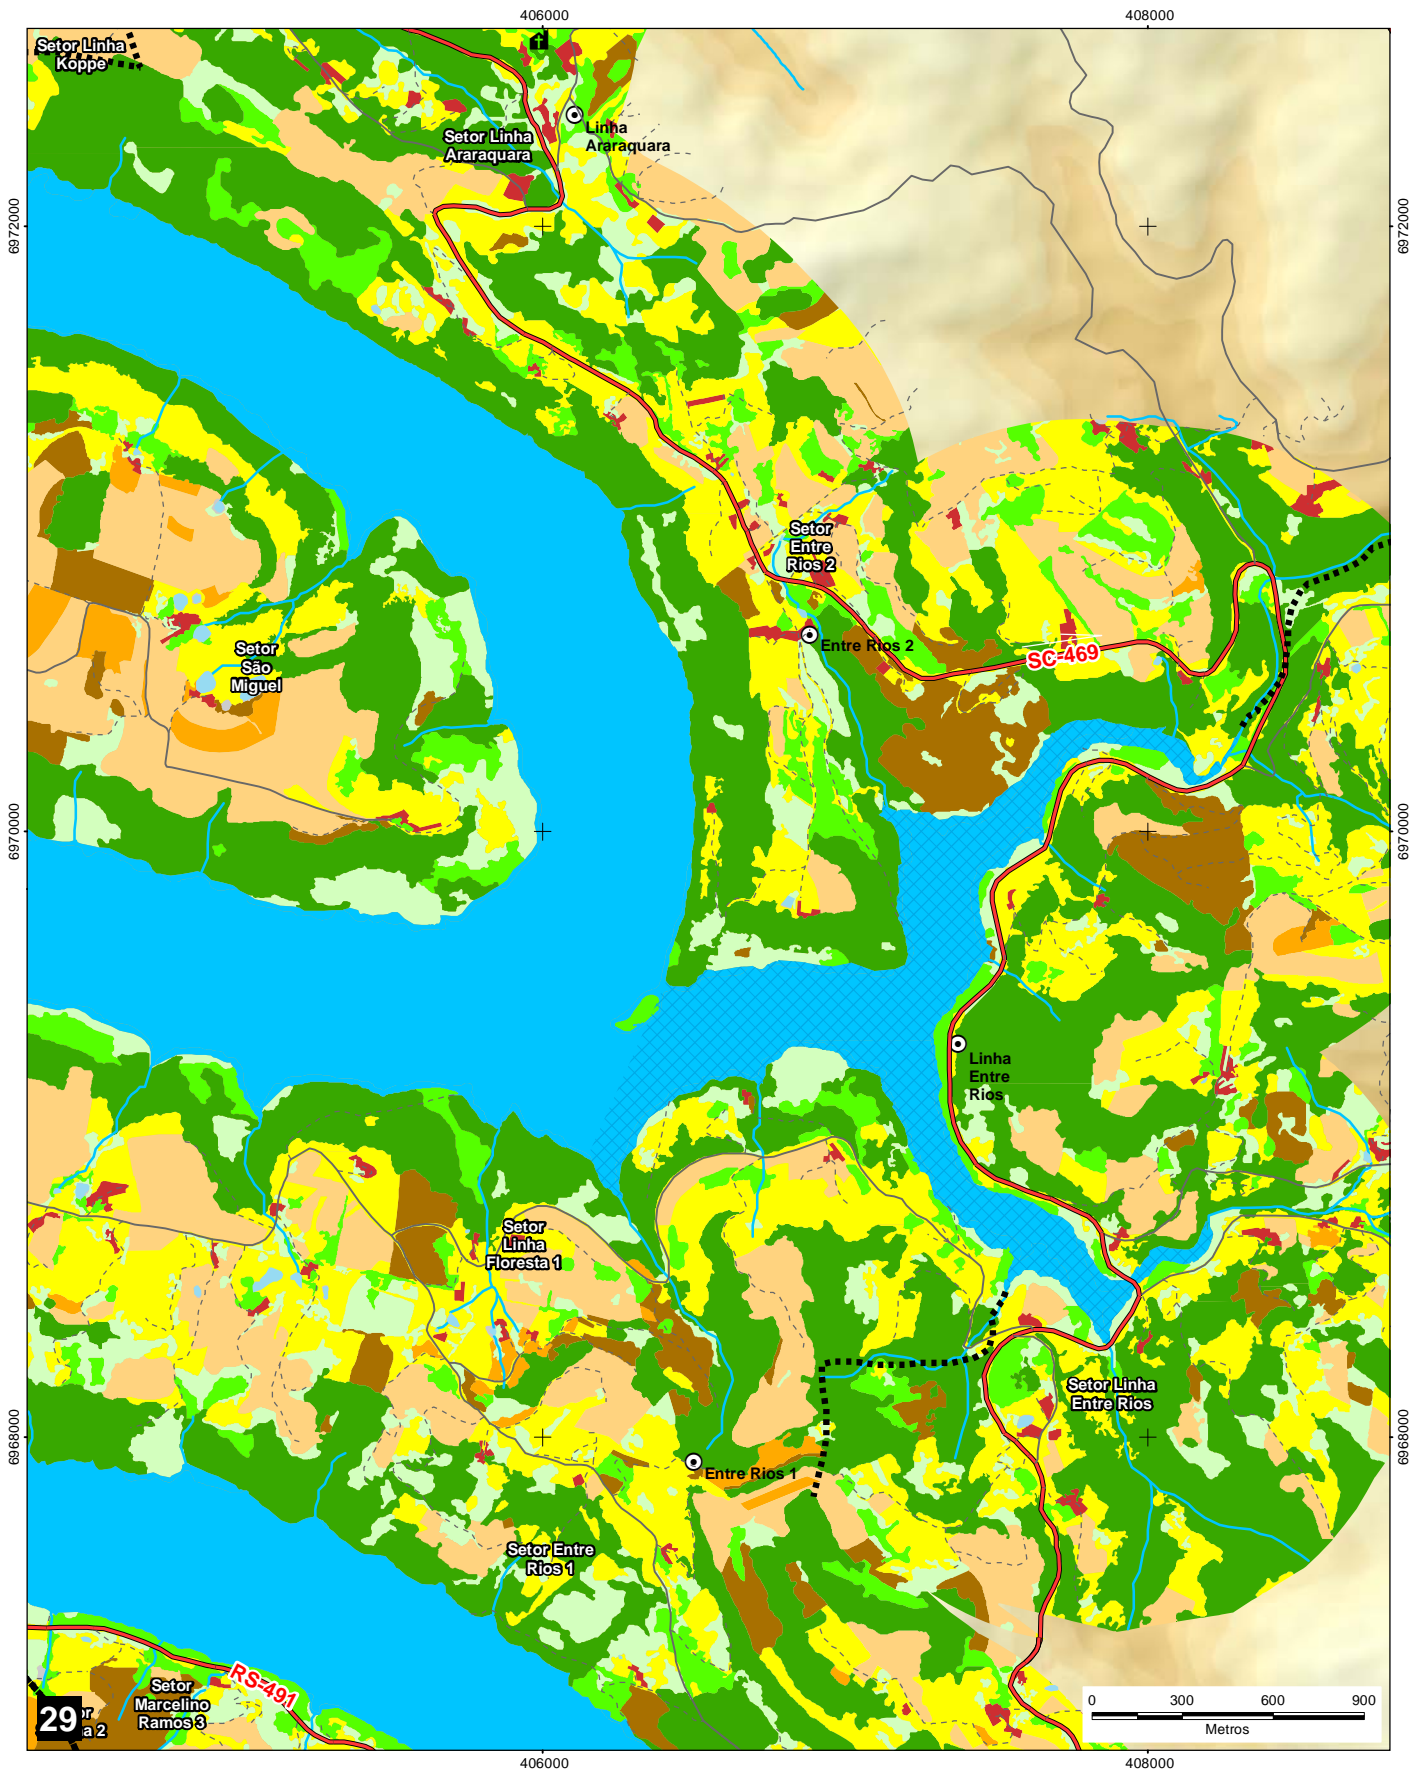 406000
408000
Setor Linha
Koppe
Setor Linha
Araraquara
Linha
Araraquara
6972000
6972000
Setor
Entre
Rios 2
Entre Rios 2
SC-469
Setor
São
Miguel
6970000
6970000
Linha
Entre
Rios
Setor
Linha
Floresta 1
Setor Linha
Entre Rios
6968000
6968000
Entre Rios 1
Setor Entre
Rios 1
RS-491
Setor
Marcelino
Ramos 3
29
2
0
300
600
900
Metros
406000
408000